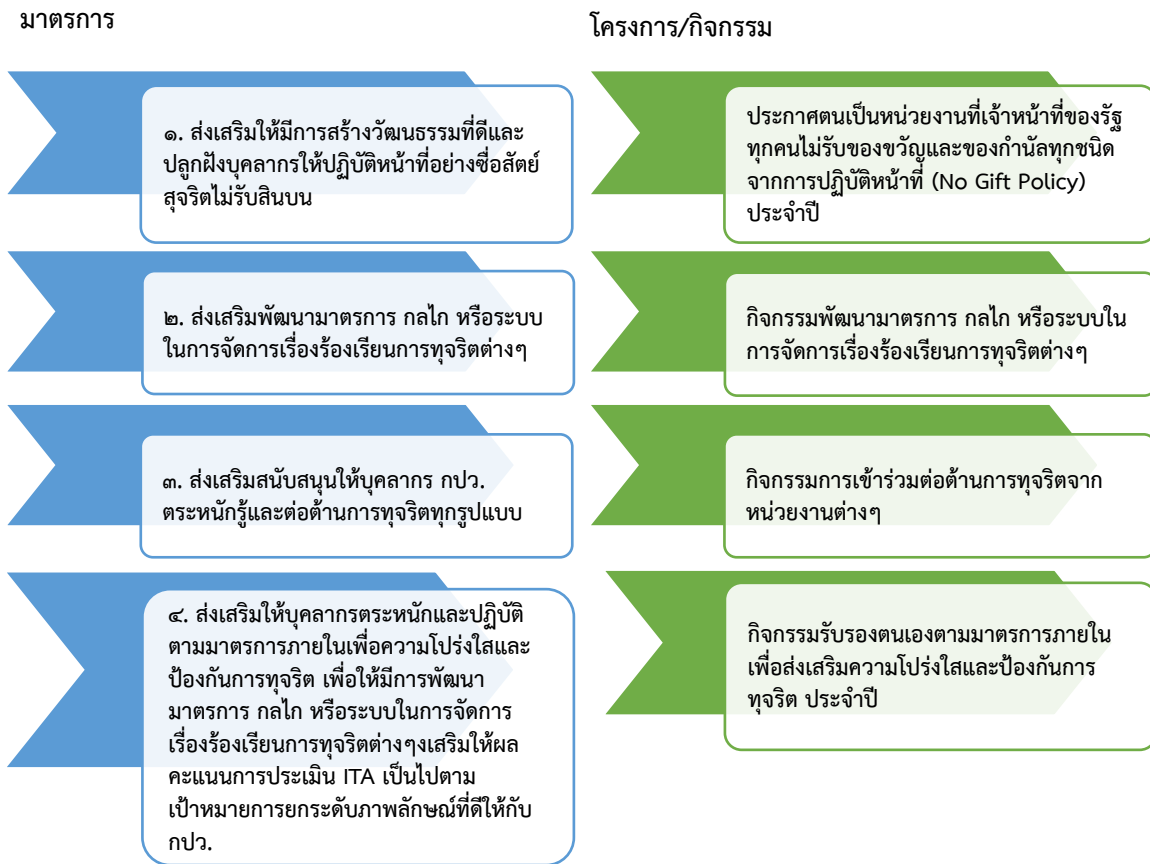 มาตรการ
โครงการ/กิจกรรม
๑. ส่งเสริมให้มีการสร้างวัฒนธรรมที่ดีและ
ปลูกฝังบุคลากรให้ปฏิบัติหน้าที่อย่างซื่อสัตย์
สุจริตไม่รับสินบน
ประกาศตนเป็นหน่วยงานที่เจ้าหน้าที่ของรัฐ
ทุกคนไม่รับของขวัญและของกำนัลทุกชนิด
จากการปฏิบัติหน้าที่ (No Gift Policy)
ประจำปี
๒. ส่งเสริมพัฒนามาตรการ กลไก หรือระบบ
ในการจัดการเรื่องร้องเรียนการทุจริตต่างๆ
กิจกรรมพัฒนามาตรการ กลไก หรือระบบใน
การจัดการเรื่องร้องเรียนการทุจริตต่างๆ
๓. ส่งเสริมสนับสนุนให้บุคลากร กปว.
ตระหนักรู้และต่อต้านการทุจริตทุกรูปแบบ
กิจกรรมการเข้าร่วมต่อต้านการทุจริตจาก
หน่วยงานต่างๆ
๔. ส่งเสริมให้บุคลากรตระหนักและปฏิบัติ
ตามมาตรการภายในเพื่อความโปร่งใสและ
ป้องกันการทุจริต เพื่อให้มีการพัฒนา
มาตรการ กลไก หรือระบบในการจัดการ
เรื่องร้องเรียนการทุจริตต่างๆงเสริมให้ผล
คะแนนการประเมิน ITA เป็นไปตาม
เป้าหมายการยกระดับภาพลักษณ์ที่ดีให้กับ
กปว.
กิจกรรมรับรองตนเองตามมาตรการภายใน
เพื่อส่งเสริมความโปร่งใสและป้องกันการ
ทุจริต ประจำปี